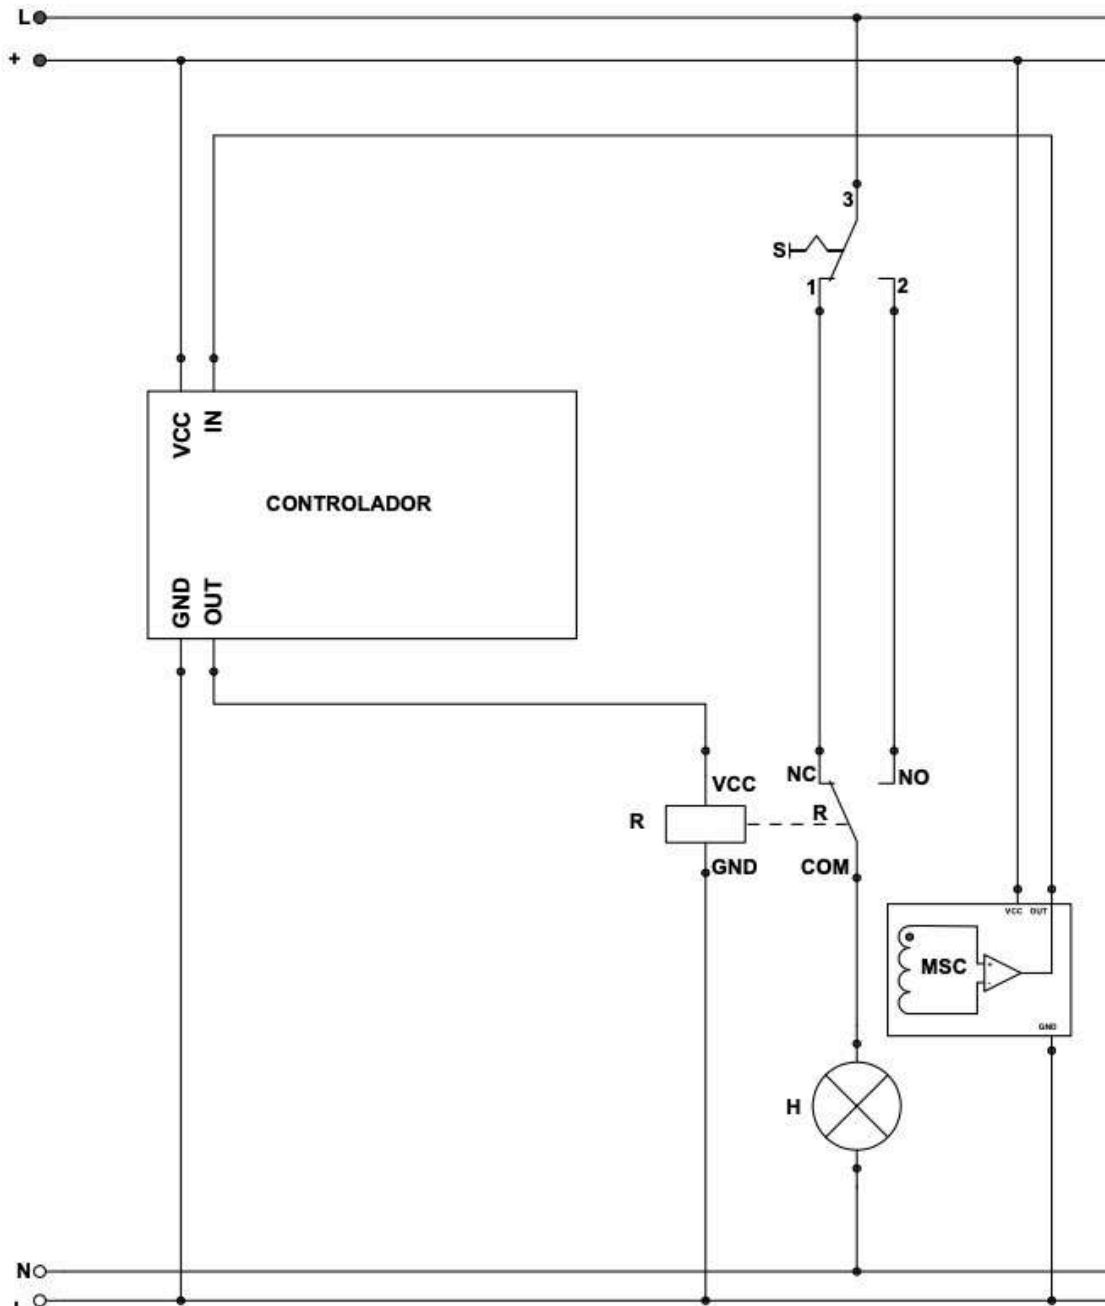 L
+
3
S
1
2
VCC
IN
CONTROLADOR
GND
OUT
NC
NO
VCC
R
R
GND
COM
VCC OUT
MSC
+
-
GND
H
N